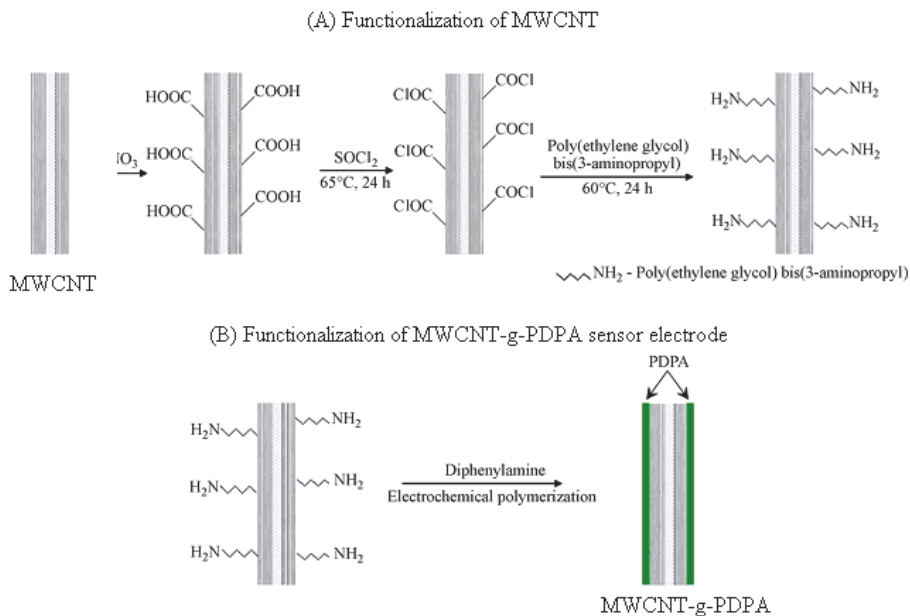 (A) Functionalization of MWCNT
HOOC COOH
HOOC COOH
HOOC COOH
ClOC COCl
ClOC COCl
ClOC COCl
H₂N NH₂
H₂N NH₂
H₂N NH₂
IO₃
SOCl₂
65°C, 24 h
Poly(ethylene glycol)
bis(3-aminopropyl)
60°C, 24 h
MWCNT
NH₂ - Poly(ethylene glycol) bis(3-aminopropyl)
(B) Functionalization of MWCNT-g-PDPA sensor electrode
PDPA
H₂N NH₂
H₂N NH₂
H₂N NH₂
Diphenylamine
Electrochemical polymerization
MWCNT-g-PDPA